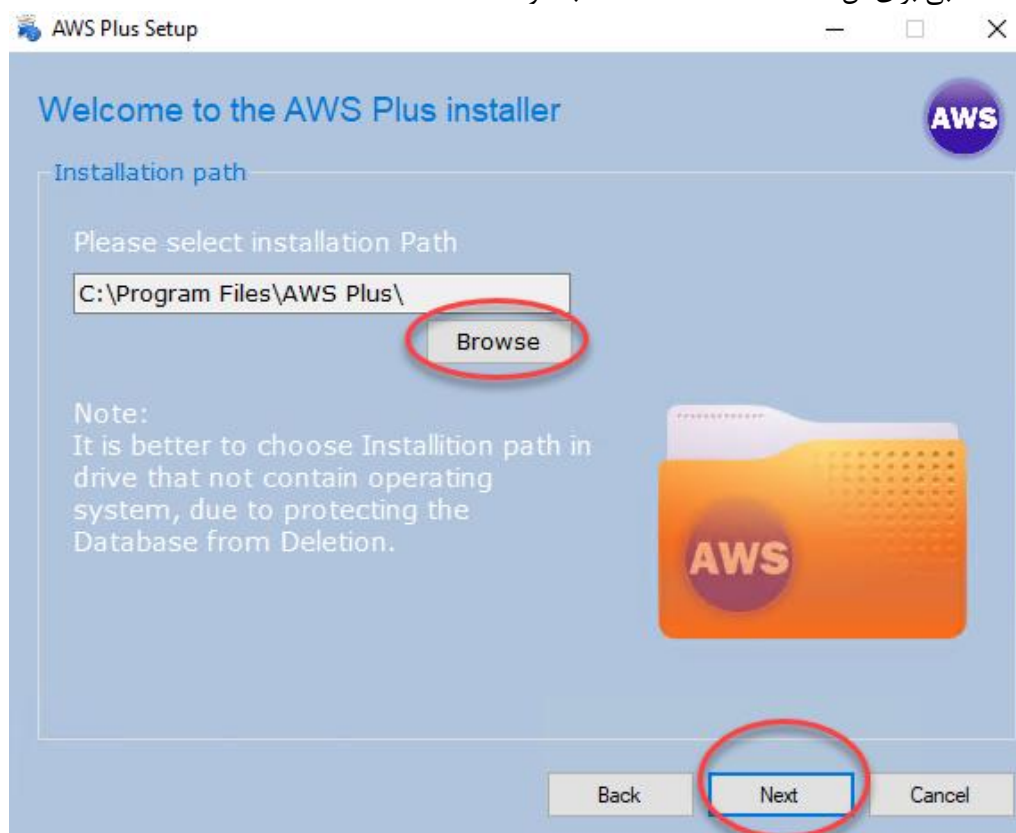 AWS Plus Setup
Welcome to the AWS Plus installer
AWS
Installation path
Please select installation Path
C:\Program Files\AWS Plus\
Browse
Note:
It is better to choose Installition path in
drive that not contain operating
system, due to protecting the
Database from Deletion.
AWS
Back
Next
Cancel